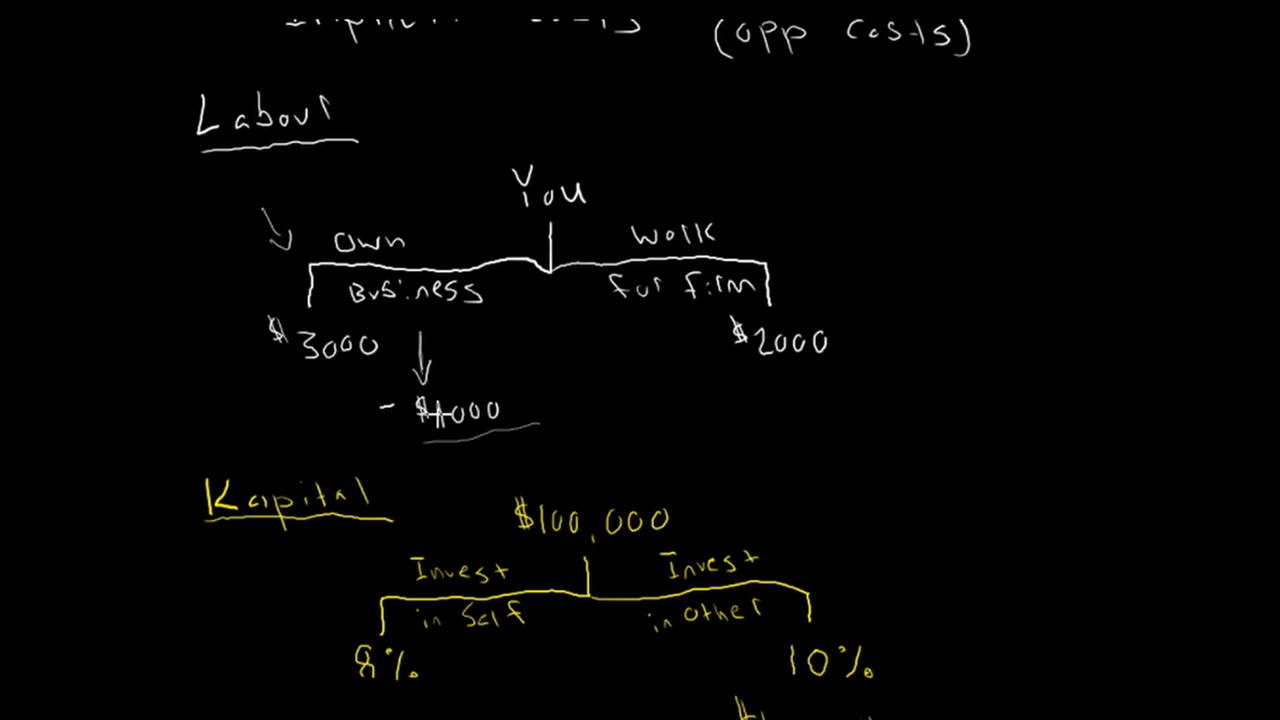 (opp costs)
Labour
You
Own Work
Business for firm
$3000 $2000
- $1000
Kapital
$100,000
Invest Invest
in Self in Other
8% 10%